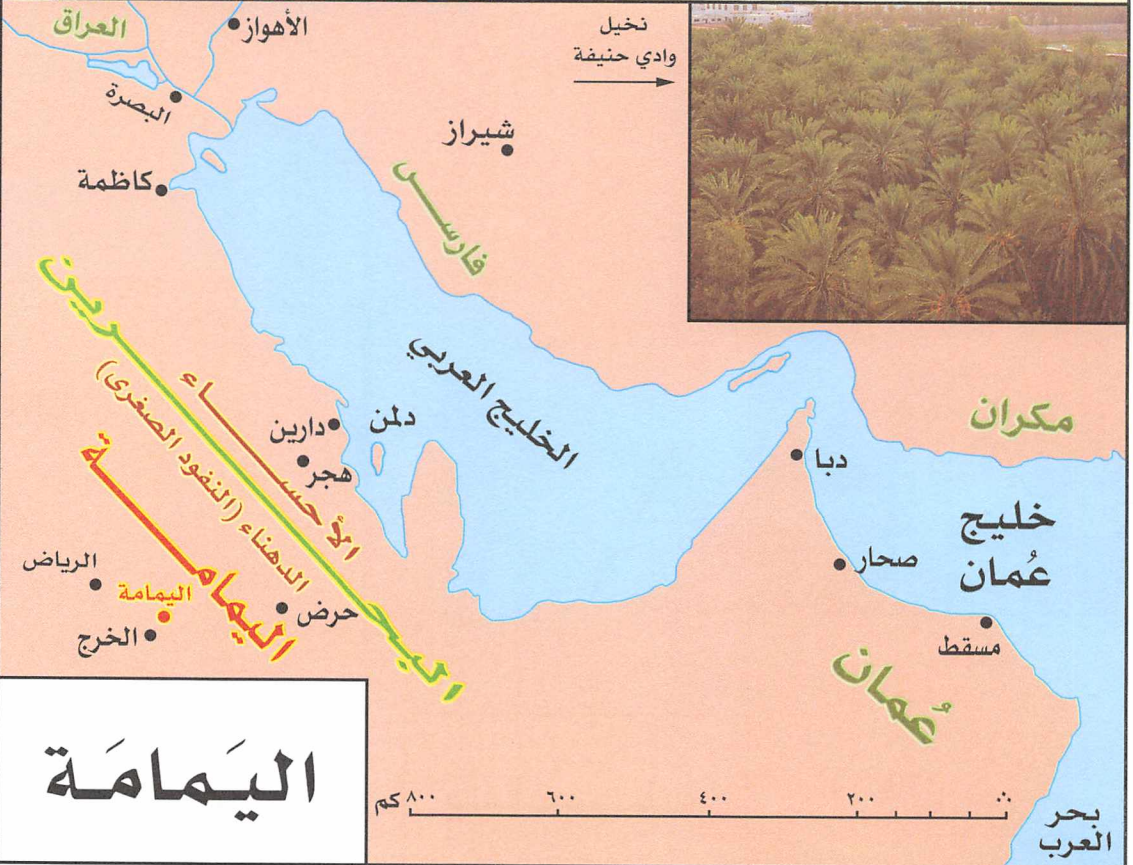 العراق
الأهواز
نخيل
وادي حنيفة
البصرة
شيراز
كاظمة
فارس
البحرين
الأحساء
الدهناء (النفود الصغرى)
اليمامة
الخليج العربي
دلمن
دارين
هجر
مكران
دبا
خليج
عُمان
صحار
مسقط
عُمان
الرياض
اليمامة
حرض
الخرج
اليَمامَة
٠ ٢٠٠ ٤٠٠ ٦٠٠ ٨٠٠ كم
بحر
العرب